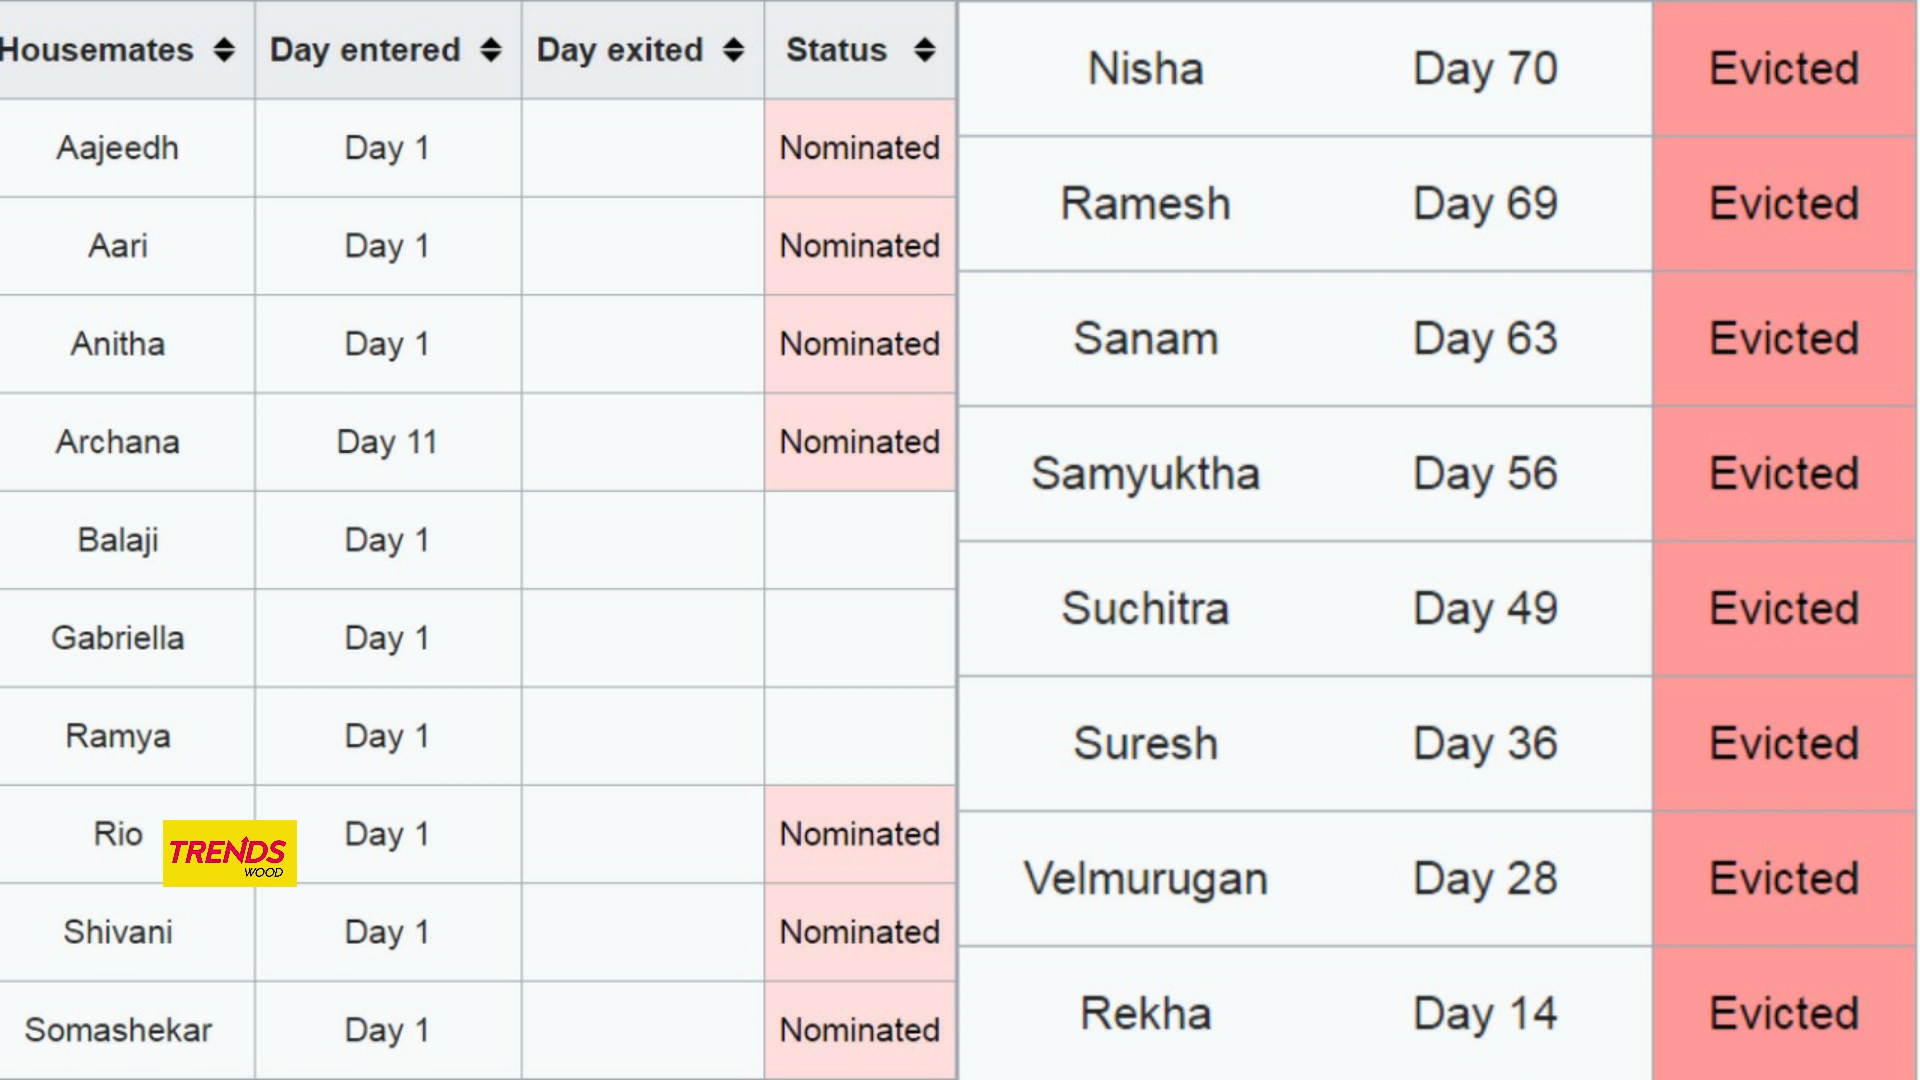 Housemates Day entered Day exited Status
Aajeedh Day 1 Nominated
Aari Day 1 Nominated
Anitha Day 1 Nominated
Archana Day 11 Nominated
Balaji Day 1
Gabriella Day 1
Ramya Day 1
Rio Day 1 Nominated
TRENDS
WOOD
Shivani Day 1 Nominated
Somashekar Day 1 Nominated
Nisha Day 70 Evicted
Ramesh Day 69 Evicted
Sanam Day 63 Evicted
Samyuktha Day 56 Evicted
Suchitra Day 49 Evicted
Suresh Day 36 Evicted
Velmurugan Day 28 Evicted
Rekha Day 14 Evicted